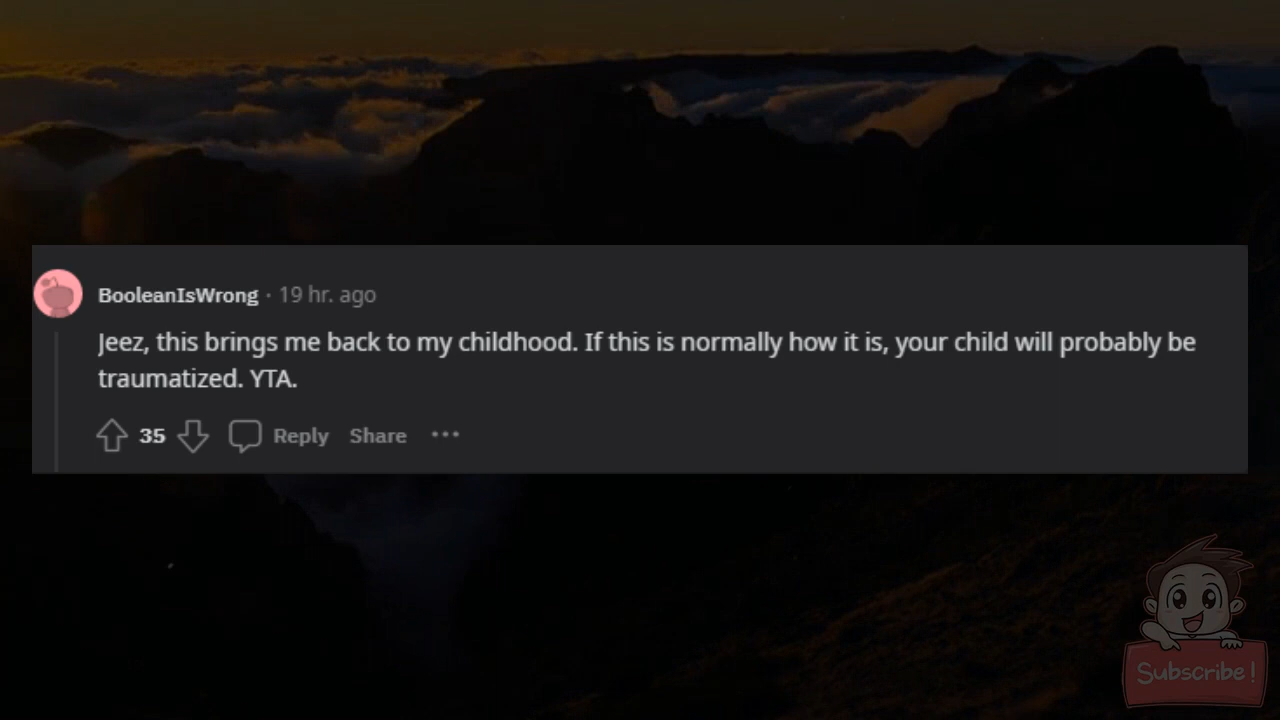 BooleanIsWrong · 19 hr. ago
Jeez, this brings me back to my childhood. If this is normally how it is, your child will probably be
traumatized. YTA.
35 Reply Share ···
Subscribe!